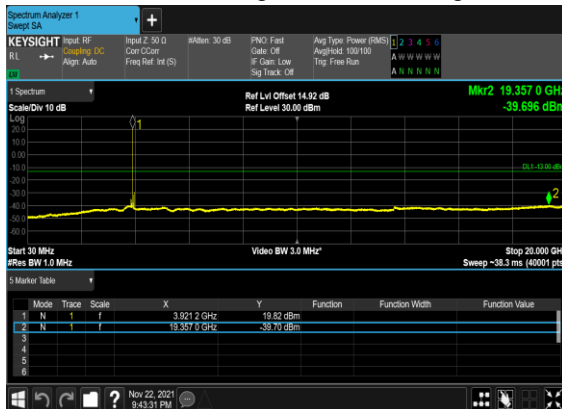 Spectrum Analyzer 1
Swept SA
KEYSIGHT Input: RF Input Z: 50 Ω #Atten: 30 dB PNO: Fast Avg Type: Power (RMS) 1 2 3 4 5 6
RL Coupling: DC Corr CCorr Gate: Off Avg|Hold: 100/100 A W W W W W
Align: Auto Freq Ref: Int (S) IF Gain: Low Trig: Free Run
Sig Track: Off A N N N N N
1 Spectrum Ref Lvl Offset 14.92 dB Mkr2 19.357 0 GHz
Scale/Div 10 dB Ref Level 30.00 dBm -39.696 dBm
Log
20.0
10.0
0.00
-10.0
-20.0
-30.0
-40.0
-50.0
-60.0
1
DL1 -13.00 dBm
2
Start 30 MHz Video BW 3.0 MHz* Stop 20.000 GHz
#Res BW 1.0 MHz Sweep ~38.3 ms (40001 pts)
5 Marker Table
Mode Trace Scale X Y Function Function Width Function Value
1 N 1 f 3.921 2 GHz 19.82 dBm
2 N 1 f 19.357 0 GHz -39.70 dBm
3
4
5
6
? Nov 22, 2021
9:43:31 PM